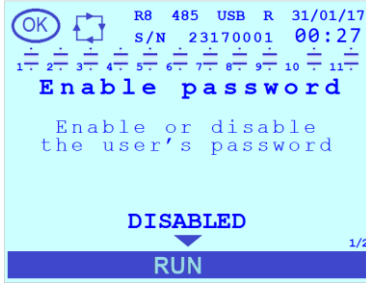 OK R8 485 USB R 31/01/17
S/N 23170001 00:27
1 2 3 4 5 6 7 8 9 10 11
Enable password
Enable or disable
the user's password
DISABLED
1/2
RUN